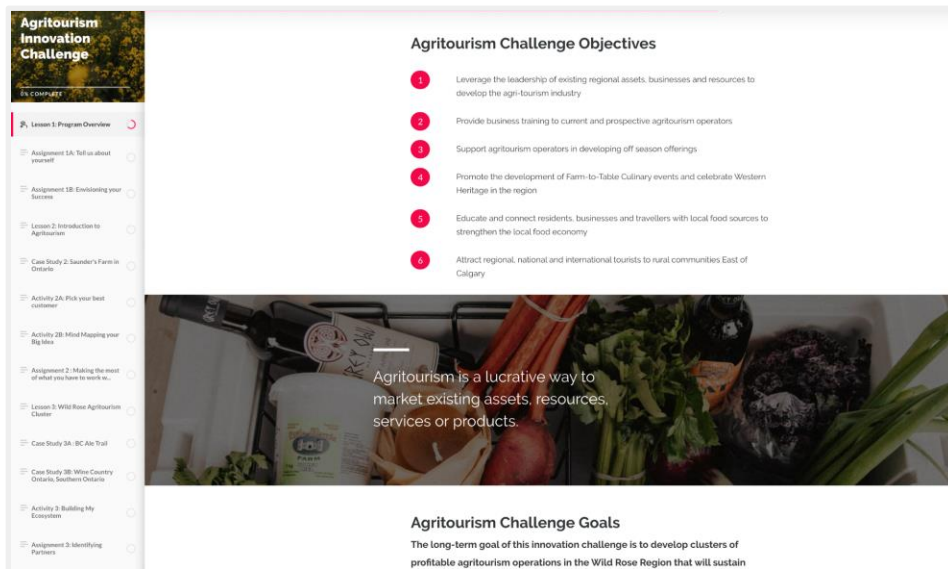 Agritourism
Innovation
Challenge
0% COMPLETE
Lesson 1: Program Overview
Assignment 1A: Tell us about
yourself
Assignment 1B: Envisioning your
Success
Lesson 2: Introduction to
Agritourism
Case Study 2: Saunder's Farm in
Ontario
Activity 2A: Pick your best
customer
Activity 2B: Mind Mapping your
Big Idea
Assignment 2 : Making the most
of what you have to work w...
Lesson 3: Wild Rose Agritourism
Cluster
Case Study 3A : BC Ale Trail
Case Study 3B: Wine Country
Ontario, Southern Ontario
Activity 3: Building My
Ecosystem
Assignment 3: Identifying
Partners
Agritourism Challenge Objectives
1 Leverage the leadership of existing regional assets, businesses and resources to
develop the agri-tourism industry
2 Provide business training to current and prospective agritourism operators
3 Support agritourism operators in developing off season offerings
4 Promote the development of Farm-to-Table Culinary events and celebrate Western
Heritage in the region
5 Educate and connect residents, businesses and travellers with local food sources to
strengthen the local food economy
6 Attract regional, national and international tourists to rural communities East of
Calgary
GREY OWL
FARM
Agritourism is a lucrative way to
market existing assets, resources,
services or products.
Agritourism Challenge Goals
The long-term goal of this innovation challenge is to develop clusters of
profitable agritourism operations in the Wild Rose Region that will sustain